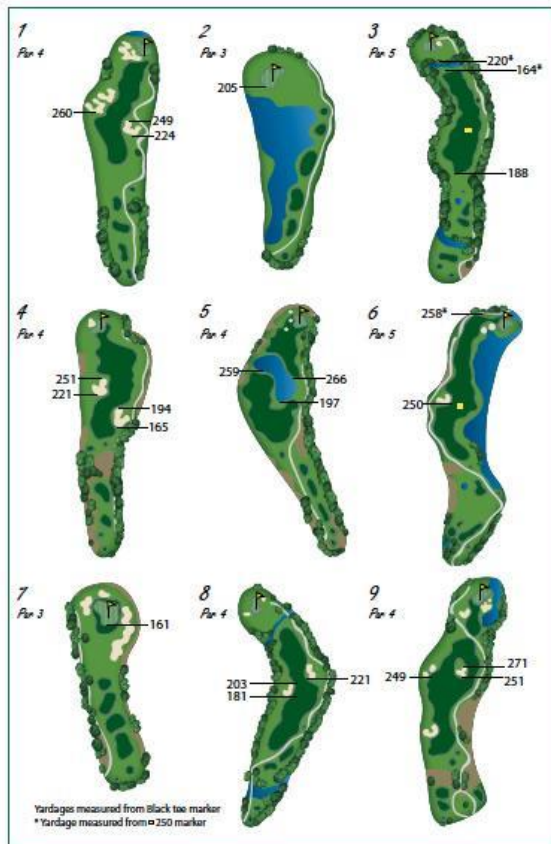 1
Par 4
260
249
224
2
Par 3
205
3
Par 5
220*
164*
188
4
Par 4
251
221
194
165
5
Par 4
259
266
197
6
Par 5
258*
250
7
Par 3
161
8
Par 4
203
181
221
9
Par 4
249
271
251
Yardages measured from Black tee marker
* Yardage measured from 250 marker